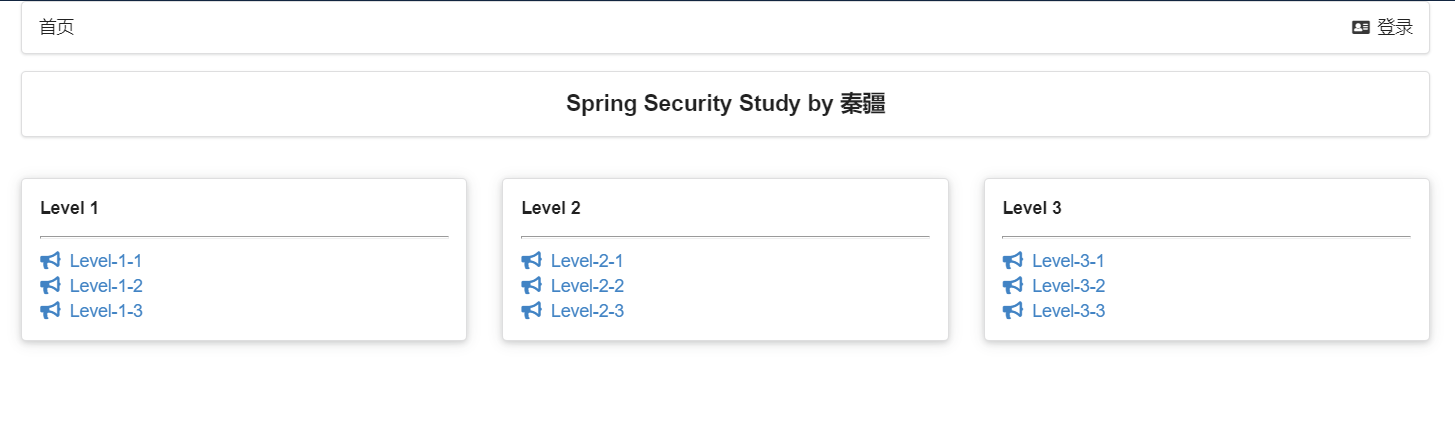 首页
登录
Spring Security Study by 秦疆
Level 1
Level-1-1
Level-1-2
Level-1-3
Level 2
Level-2-1
Level-2-2
Level-2-3
Level 3
Level-3-1
Level-3-2
Level-3-3